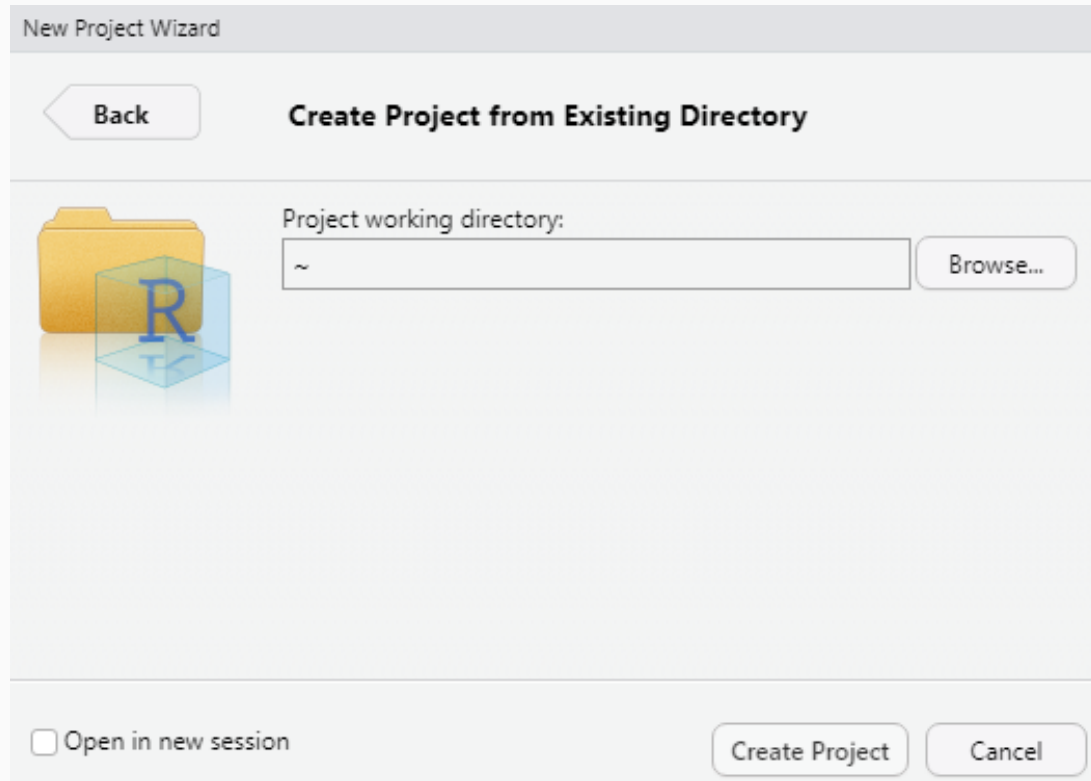 New Project Wizard
Back
Create Project from Existing Directory
R
Project working directory:
~
Browse...
Open in new session
Create Project
Cancel